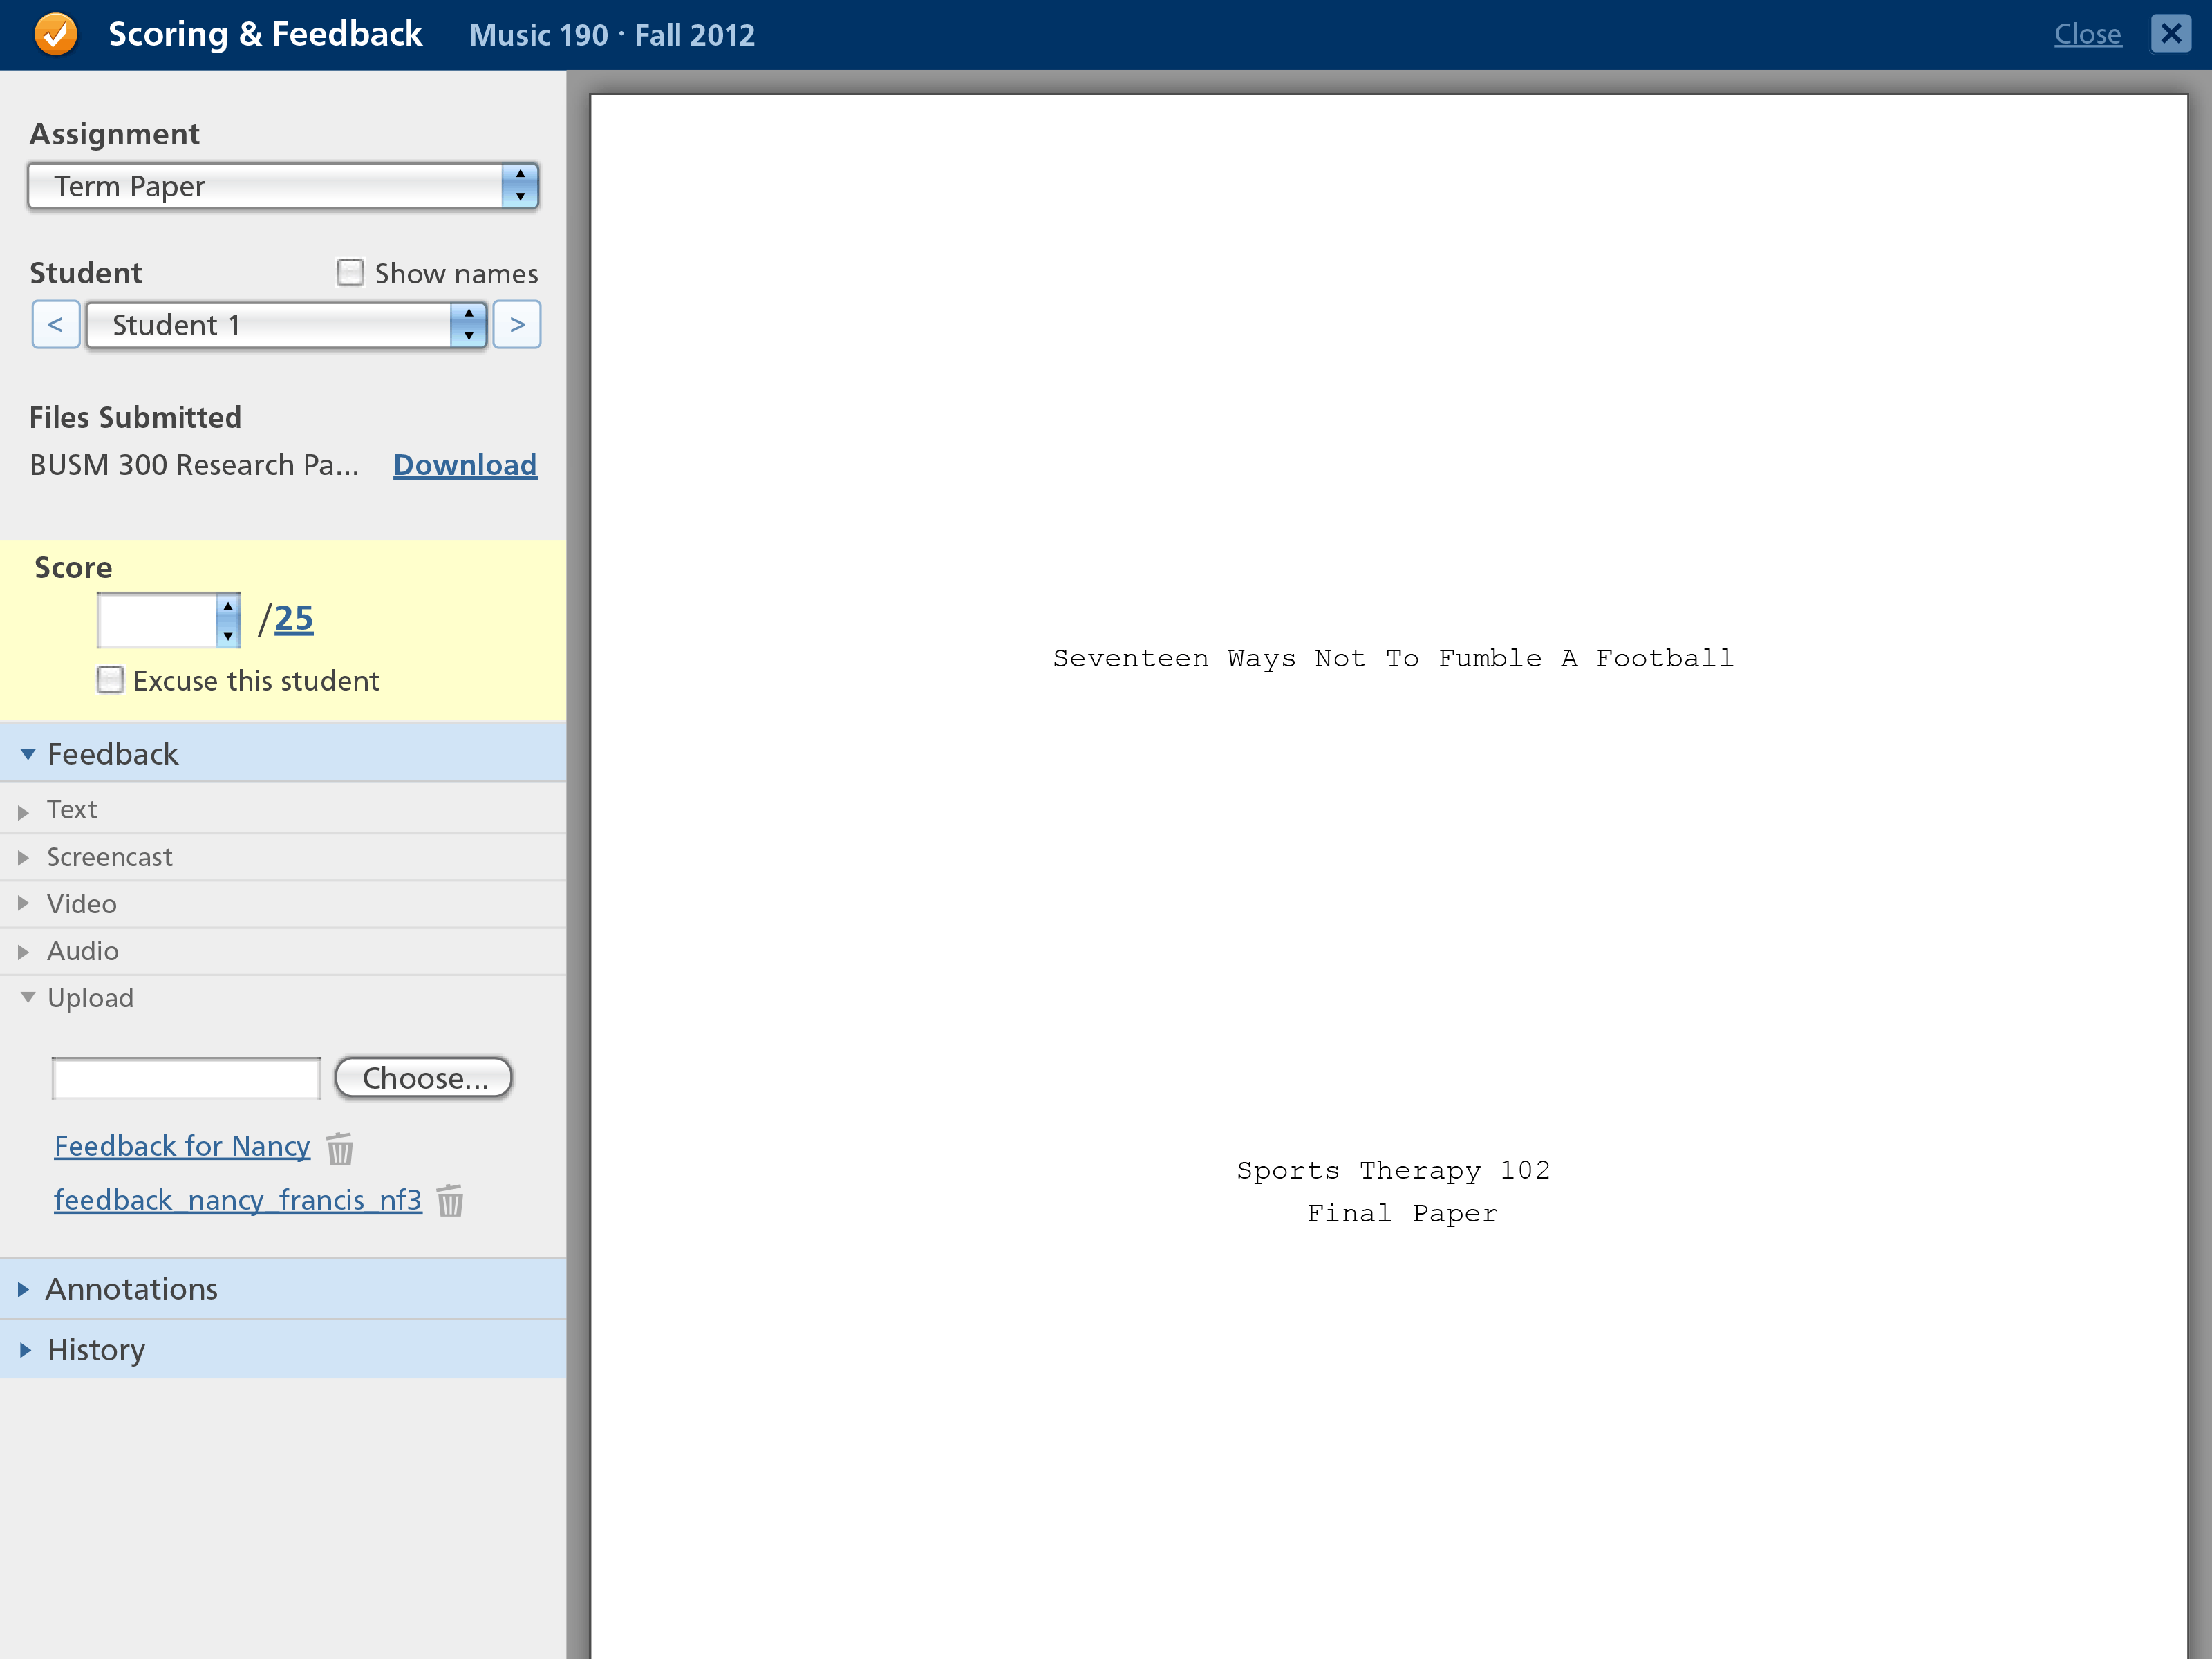 Scoring & Feedback Music 190 · Fall 2012 Close
Assignment
Term Paper
Student Show names
< Student 1 >
Files Submitted
BUSM 300 Research Pa... Download
Score
/25
Excuse this student
Feedback
Text
Screencast
Video
Audio
Upload
Choose...
Feedback for Nancy
feedback_nancy_francis_nf3
Annotations
History
Seventeen Ways Not To Fumble A Football
Sports Therapy 102
Final Paper